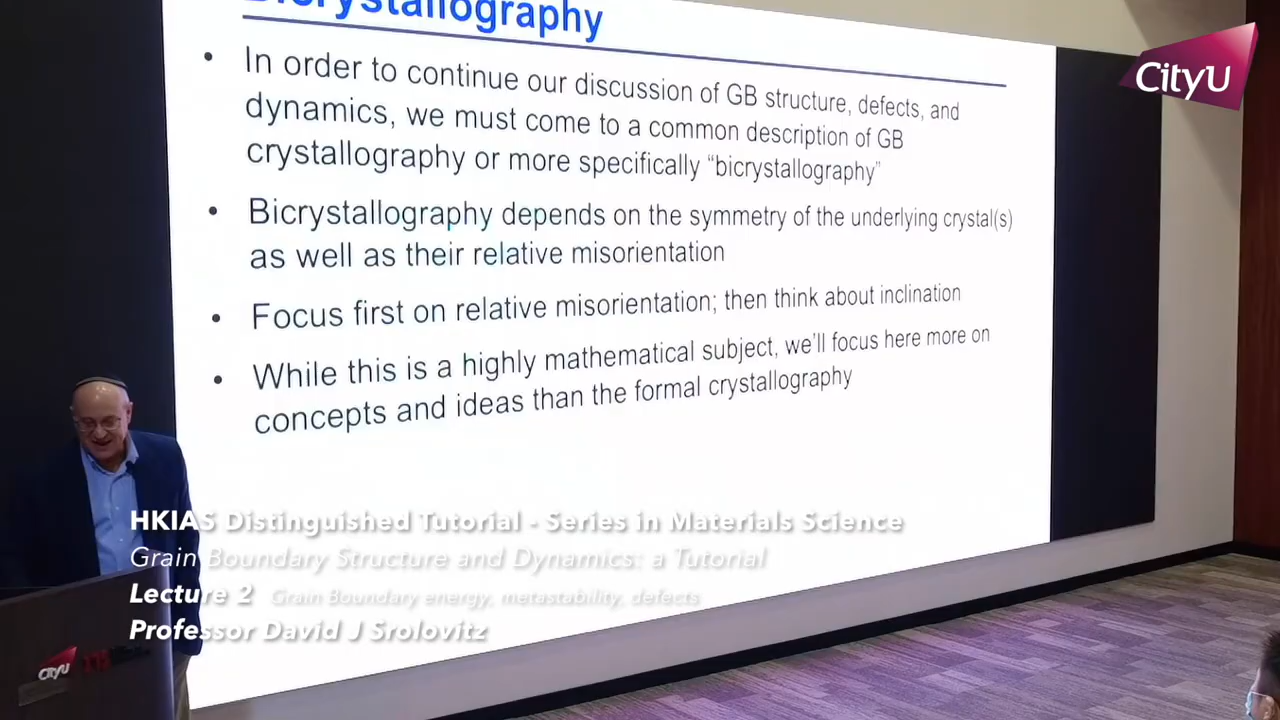 Bicrystallography
CityU
• In order to continue our discussion of GB structure, defects, and
dynamics, we must come to a common description of GB
crystallography or more specifically “bicrystallography”
• Bicrystallography depends on the symmetry of the underlying crystal(s)
as well as their relative misorientation
• Focus first on relative misorientation; then think about inclination
• While this is a highly mathematical subject, we’ll focus here more on
concepts and ideas than the formal crystallography
HKIAS Distinguished Tutorial - Series in Materials Science
Grain Boundary Structure and Dynamics: a Tutorial
Lecture 2 Grain Boundary energy, metastability, defects
Professor David J Srolovitz
CityU